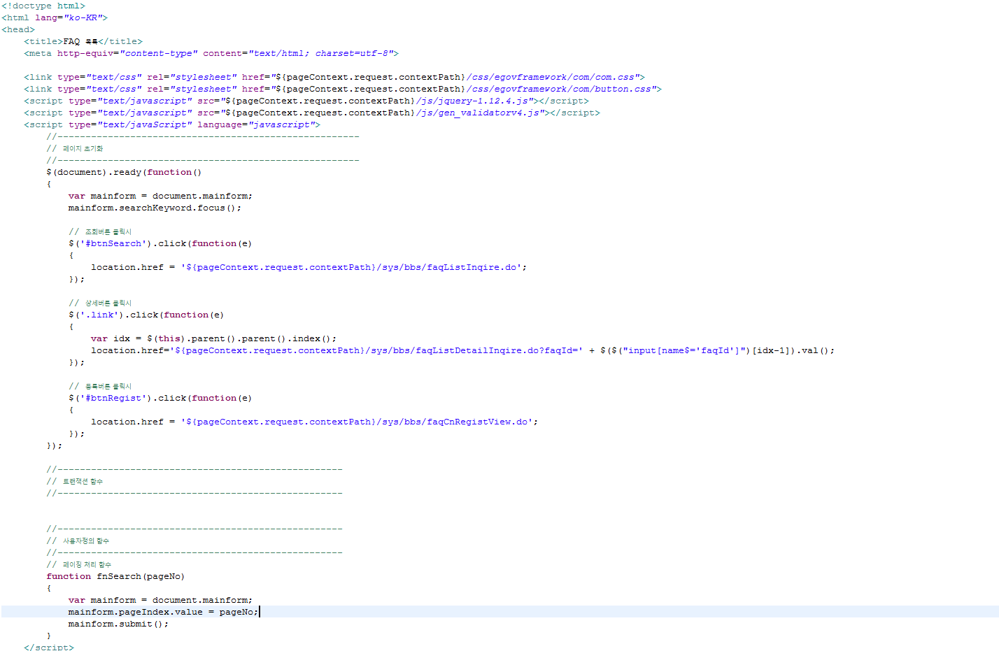 <!doctype html>
<html lang="ko-KR">
<head>
    <title>FAQ 목록</title>
    <meta http-equiv="content-type" content="text/html; charset=utf-8">

    <link type="text/css" rel="stylesheet" href="${pageContext.request.contextPath}/css/egovframework/com/com.css">
    <link type="text/css" rel="stylesheet" href="${pageContext.request.contextPath}/css/egovframework/com/button.css">
    <script type="text/javascript" src="${pageContext.request.contextPath}/js/jquery-1.12.4.js"></script>
    <script type="text/javascript" src="${pageContext.request.contextPath}/js/gen_validatorv4.js"></script>
    <script type="text/javaScript" language="javascript">
        //------------------------------------------------------
        // 페이지 초기화
        //------------------------------------------------------
        $(document).ready(function()
        {
            var mainform = document.mainform;
            mainform.searchKeyword.focus();

            // 조회버튼 클릭시
            $('#btnSearch').click(function(e)
            {
                location.href = '${pageContext.request.contextPath}/sys/bbs/faqListInqire.do';
            });

            // 상세버튼 클릭시
            $('.link').click(function(e)
            {
                var idx = $(this).parent().parent().index();
                location.href='${pageContext.request.contextPath}/sys/bbs/faqListDetailInqire.do?faqId=' + $($("input[name$='faqId']")[idx-1]).val();
            });

            // 등록버튼 클릭시
            $('#btnRegist').click(function(e)
            {
                location.href = '${pageContext.request.contextPath}/sys/bbs/faqCnRegistView.do';
            });
        });

        //---------------------------------------------------
        // 트랜잭션 함수
        //---------------------------------------------------


        //---------------------------------------------------
        // 사용자정의 함수
        //---------------------------------------------------
        // 페이징 처리 함수
        function fnSearch(pageNo)
        {
            var mainform = document.mainform;
            mainform.pageIndex.value = pageNo;
            mainform.submit();
        }
    </script>